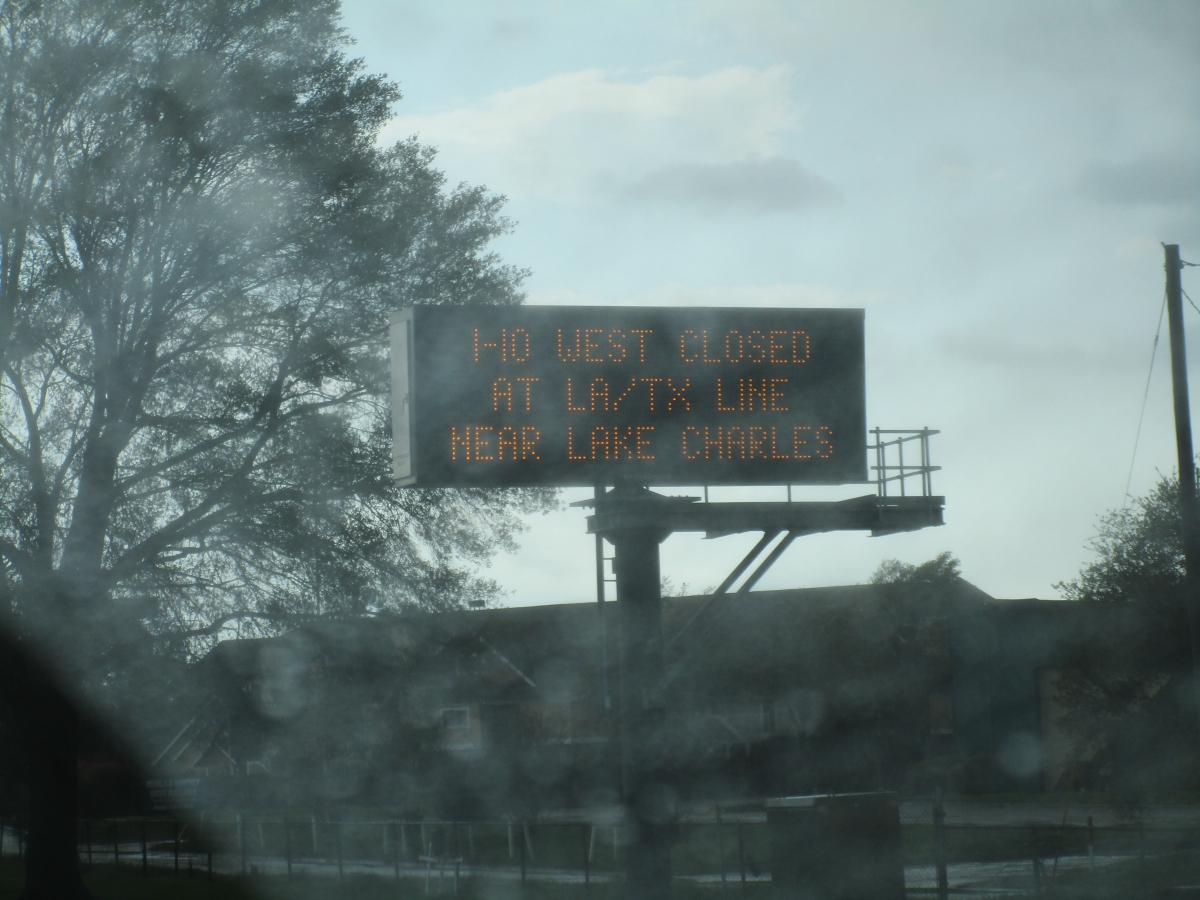 I-10 WEST CLOSED
AT LA/TX LINE
NEAR LAKE CHARLES